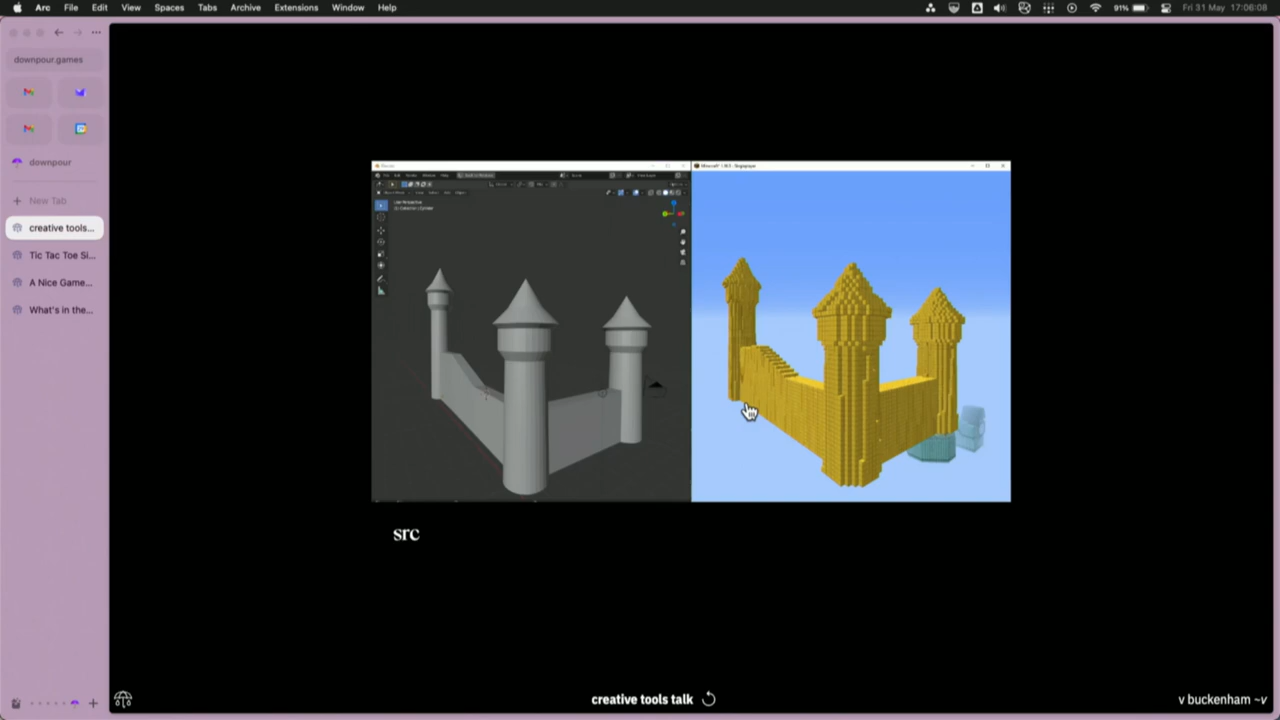 Arc File Edit View Spaces Tabs Archive Extensions Window Help 91% Fri 31 May 17:06:08
downpour.games
downpour
New Tab
creative tools...
Tic Tac Toe Si...
A Nice Game...
What's in the...
src
creative tools talk
v buckenham ~v